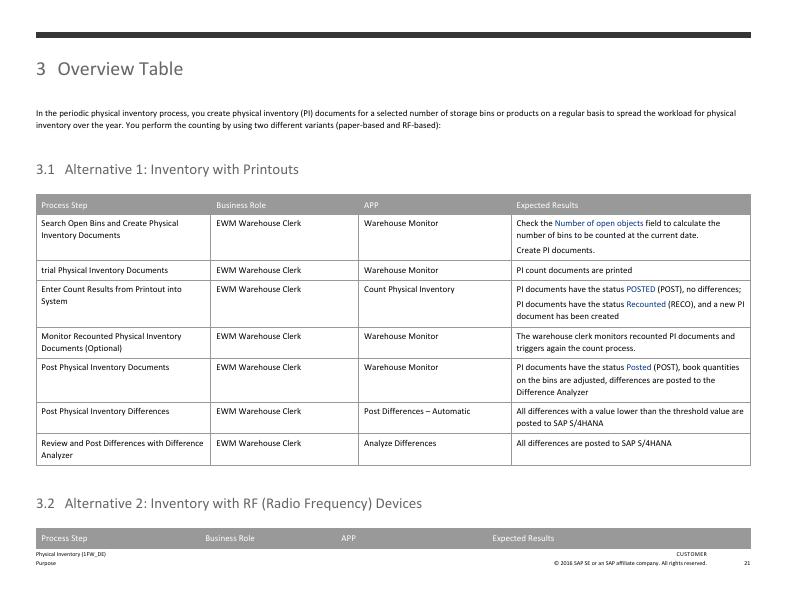 3 Overview Table
In the periodic physical inventory process, you create physical inventory (PI) documents for a selected number of storage bins or products on a regular basis to spread the workload for physical
inventory over the year. You perform the counting by using two different variants (paper-based and RF-based):
3.1 Alternative 1: Inventory with Printouts
Process Step Business Role APP Expected Results
Search Open Bins and Create Physical
Inventory Documents
EWM Warehouse Clerk
Warehouse Monitor
Check the Number of open objects field to calculate the
number of bins to be counted at the current date.
Create PI documents.
trial Physical Inventory Documents
EWM Warehouse Clerk
Warehouse Monitor
PI count documents are printed
Enter Count Results from Printout into
System
EWM Warehouse Clerk
Count Physical Inventory
PI documents have the status POSTED (POST), no differences;
PI documents have the status Recounted (RECO), and a new PI
document has been created
Monitor Recounted Physical Inventory
Documents (Optional)
EWM Warehouse Clerk
Warehouse Monitor
The warehouse clerk monitors recounted PI documents and
triggers again the count process.
Post Physical Inventory Documents
EWM Warehouse Clerk
Warehouse Monitor
PI documents have the status Posted (POST), book quantities
on the bins are adjusted, differences are posted to the
Difference Analyzer
Post Physical Inventory Differences
EWM Warehouse Clerk
Post Differences – Automatic
All differences with a value lower than the threshold value are
posted to SAP S/4HANA
Review and Post Differences with Difference
Analyzer
EWM Warehouse Clerk
Analyze Differences
All differences are posted to SAP S/4HANA
3.2 Alternative 2: Inventory with RF (Radio Frequency) Devices
Process Step Business Role APP Expected Results
Physical Inventory (1FW_DE)
Purpose
CUSTOMER
© 2016 SAP SE or an SAP affiliate company. All rights reserved. 21